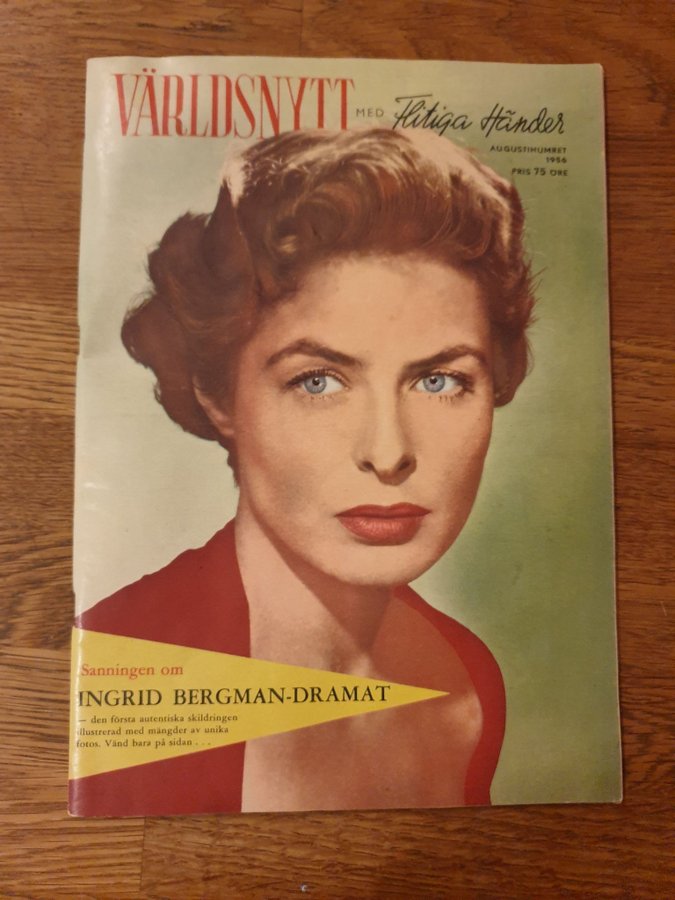 VÄRLDSNYTT MED Flitiga Händer
AUGUSTINUMRET
1956
PRIS 75 ÖRE
Sanningen om
INGRID BERGMAN-DRAMAT
— den första autentiska skildringen
illustrerad med mängder av unika
fotos. Vänd bara på sidan . . .